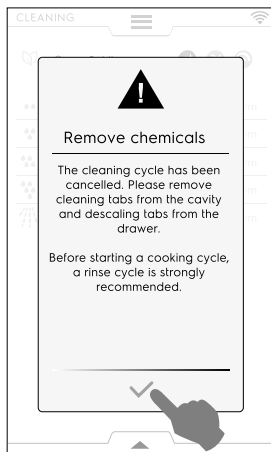 CLEANING
Remove chemicals
The cleaning cycle has been
cancelled. Please remove
cleaning tabs from the cavity
and descaling tabs from the
drawer.
Before starting a cooking cycle,
a rinse cycle is strongly
recommended.